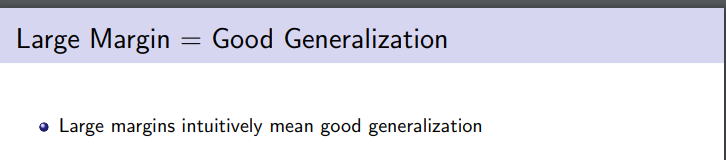 Large Margin = Good Generalization
Large margins intuitively mean good generalization